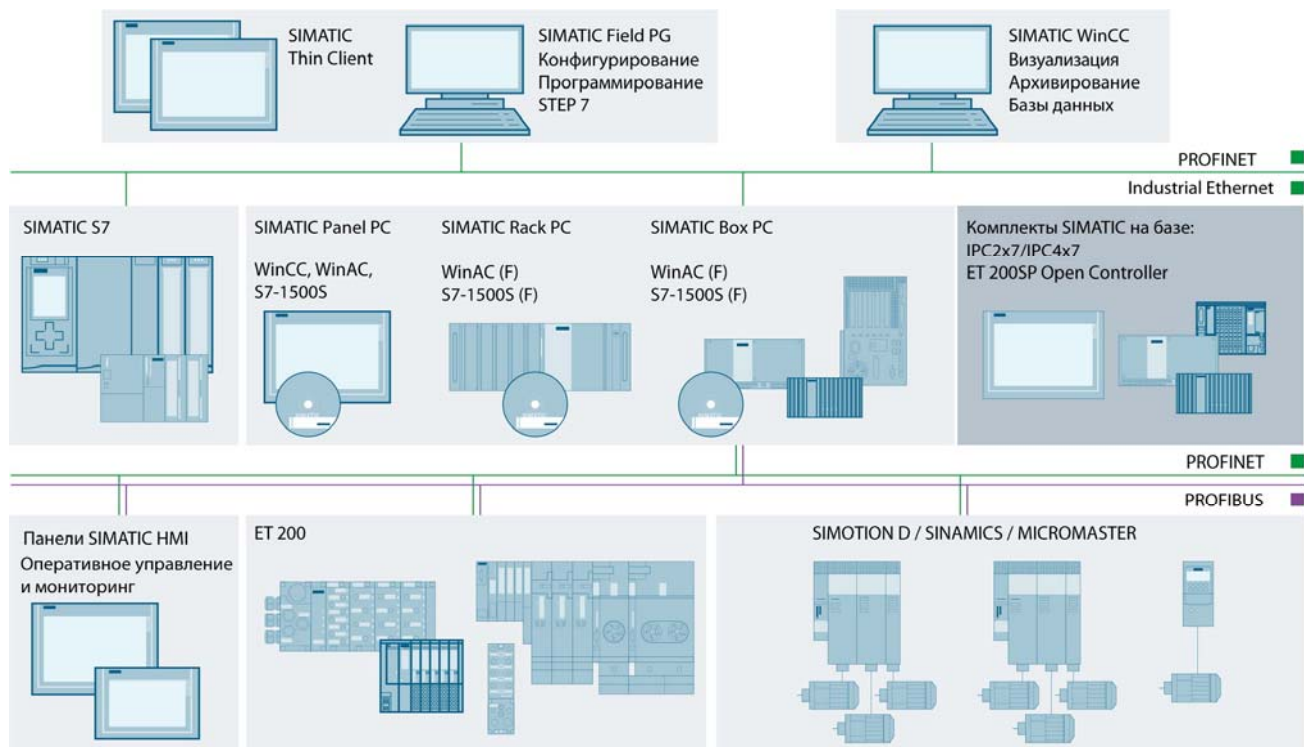 SIMATIC
Thin Client
SIMATIC Field PG
Конфигурирование
Программирование
STEP 7
SIMATIC WinCC
Визуализация
Архивирование
Базы данных
PROFINET
Industrial Ethernet
SIMATIC S7
SIMATIC Panel PC
WinCC, WinAC,
S7-1500S
SIMATIC Rack PC
WinAC (F)
S7-1500S (F)
SIMATIC Box PC
WinAC (F)
S7-1500S (F)
Комплекты SIMATIC на базе:
IPC2x7/IPC4x7
ET 200SP Open Controller
PROFINET
PROFIBUS
Панели SIMATIC HMI
Оперативное управление
и мониторинг
ET 200
SIMOTION D / SINAMICS / MICROMASTER